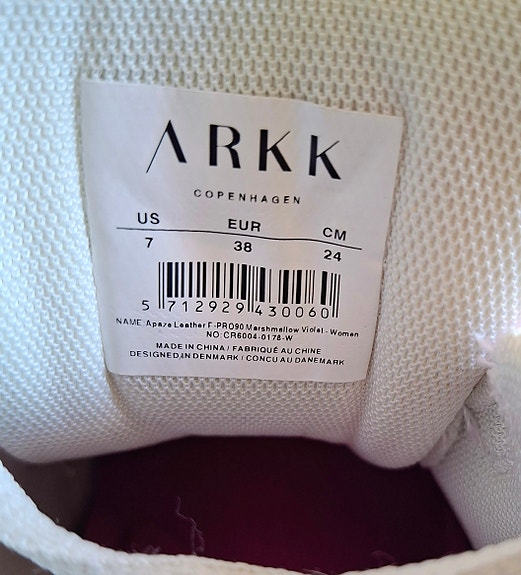 ARKK
COPENHAGEN
US EUR CM
7 38 24
5 712929 430060
NAME: Apaze Leather F-PRO90 Marshmallow Violet - Women
NO: CR6004-0178-W
MADE IN CHINA / FABRIQUÉ AU CHINE
DESIGNED IN DENMARK / CONCU AU DANEMARK